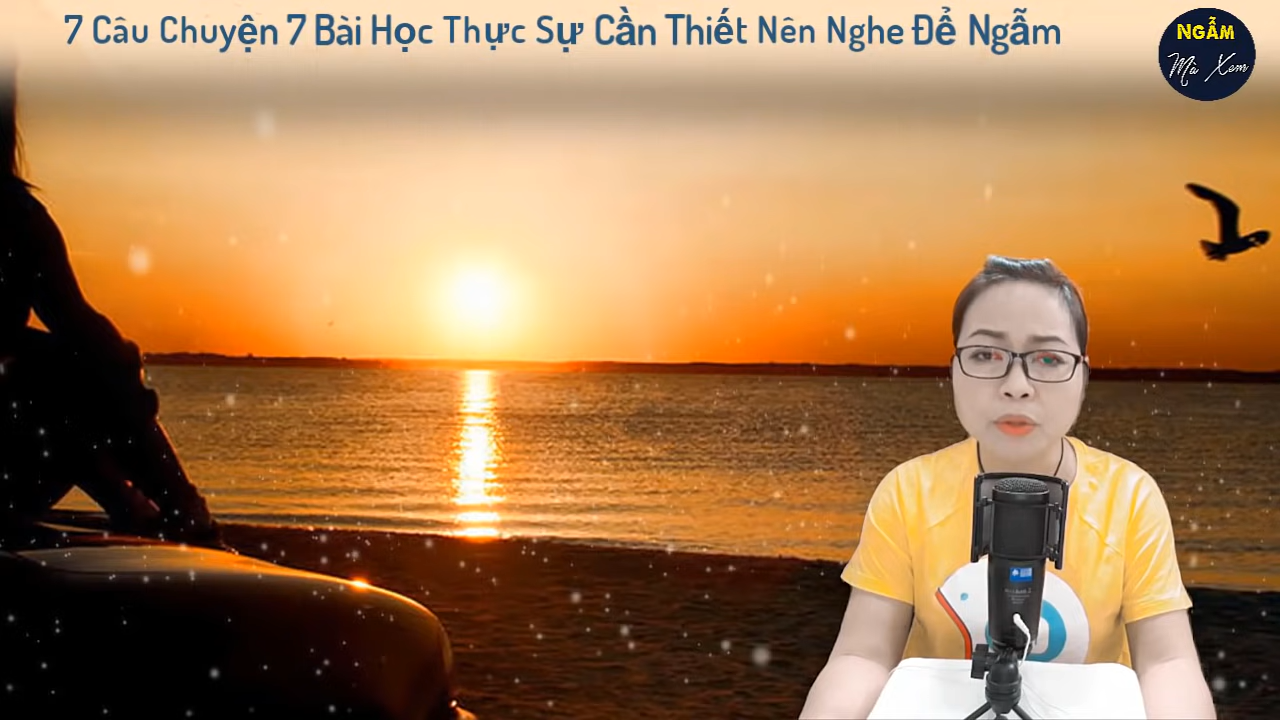 7 Câu Chuyện 7 Bài Học Thực Sự Cần Thiết Nên Nghe Để Ngẫm
NGẪM
Mà Xem